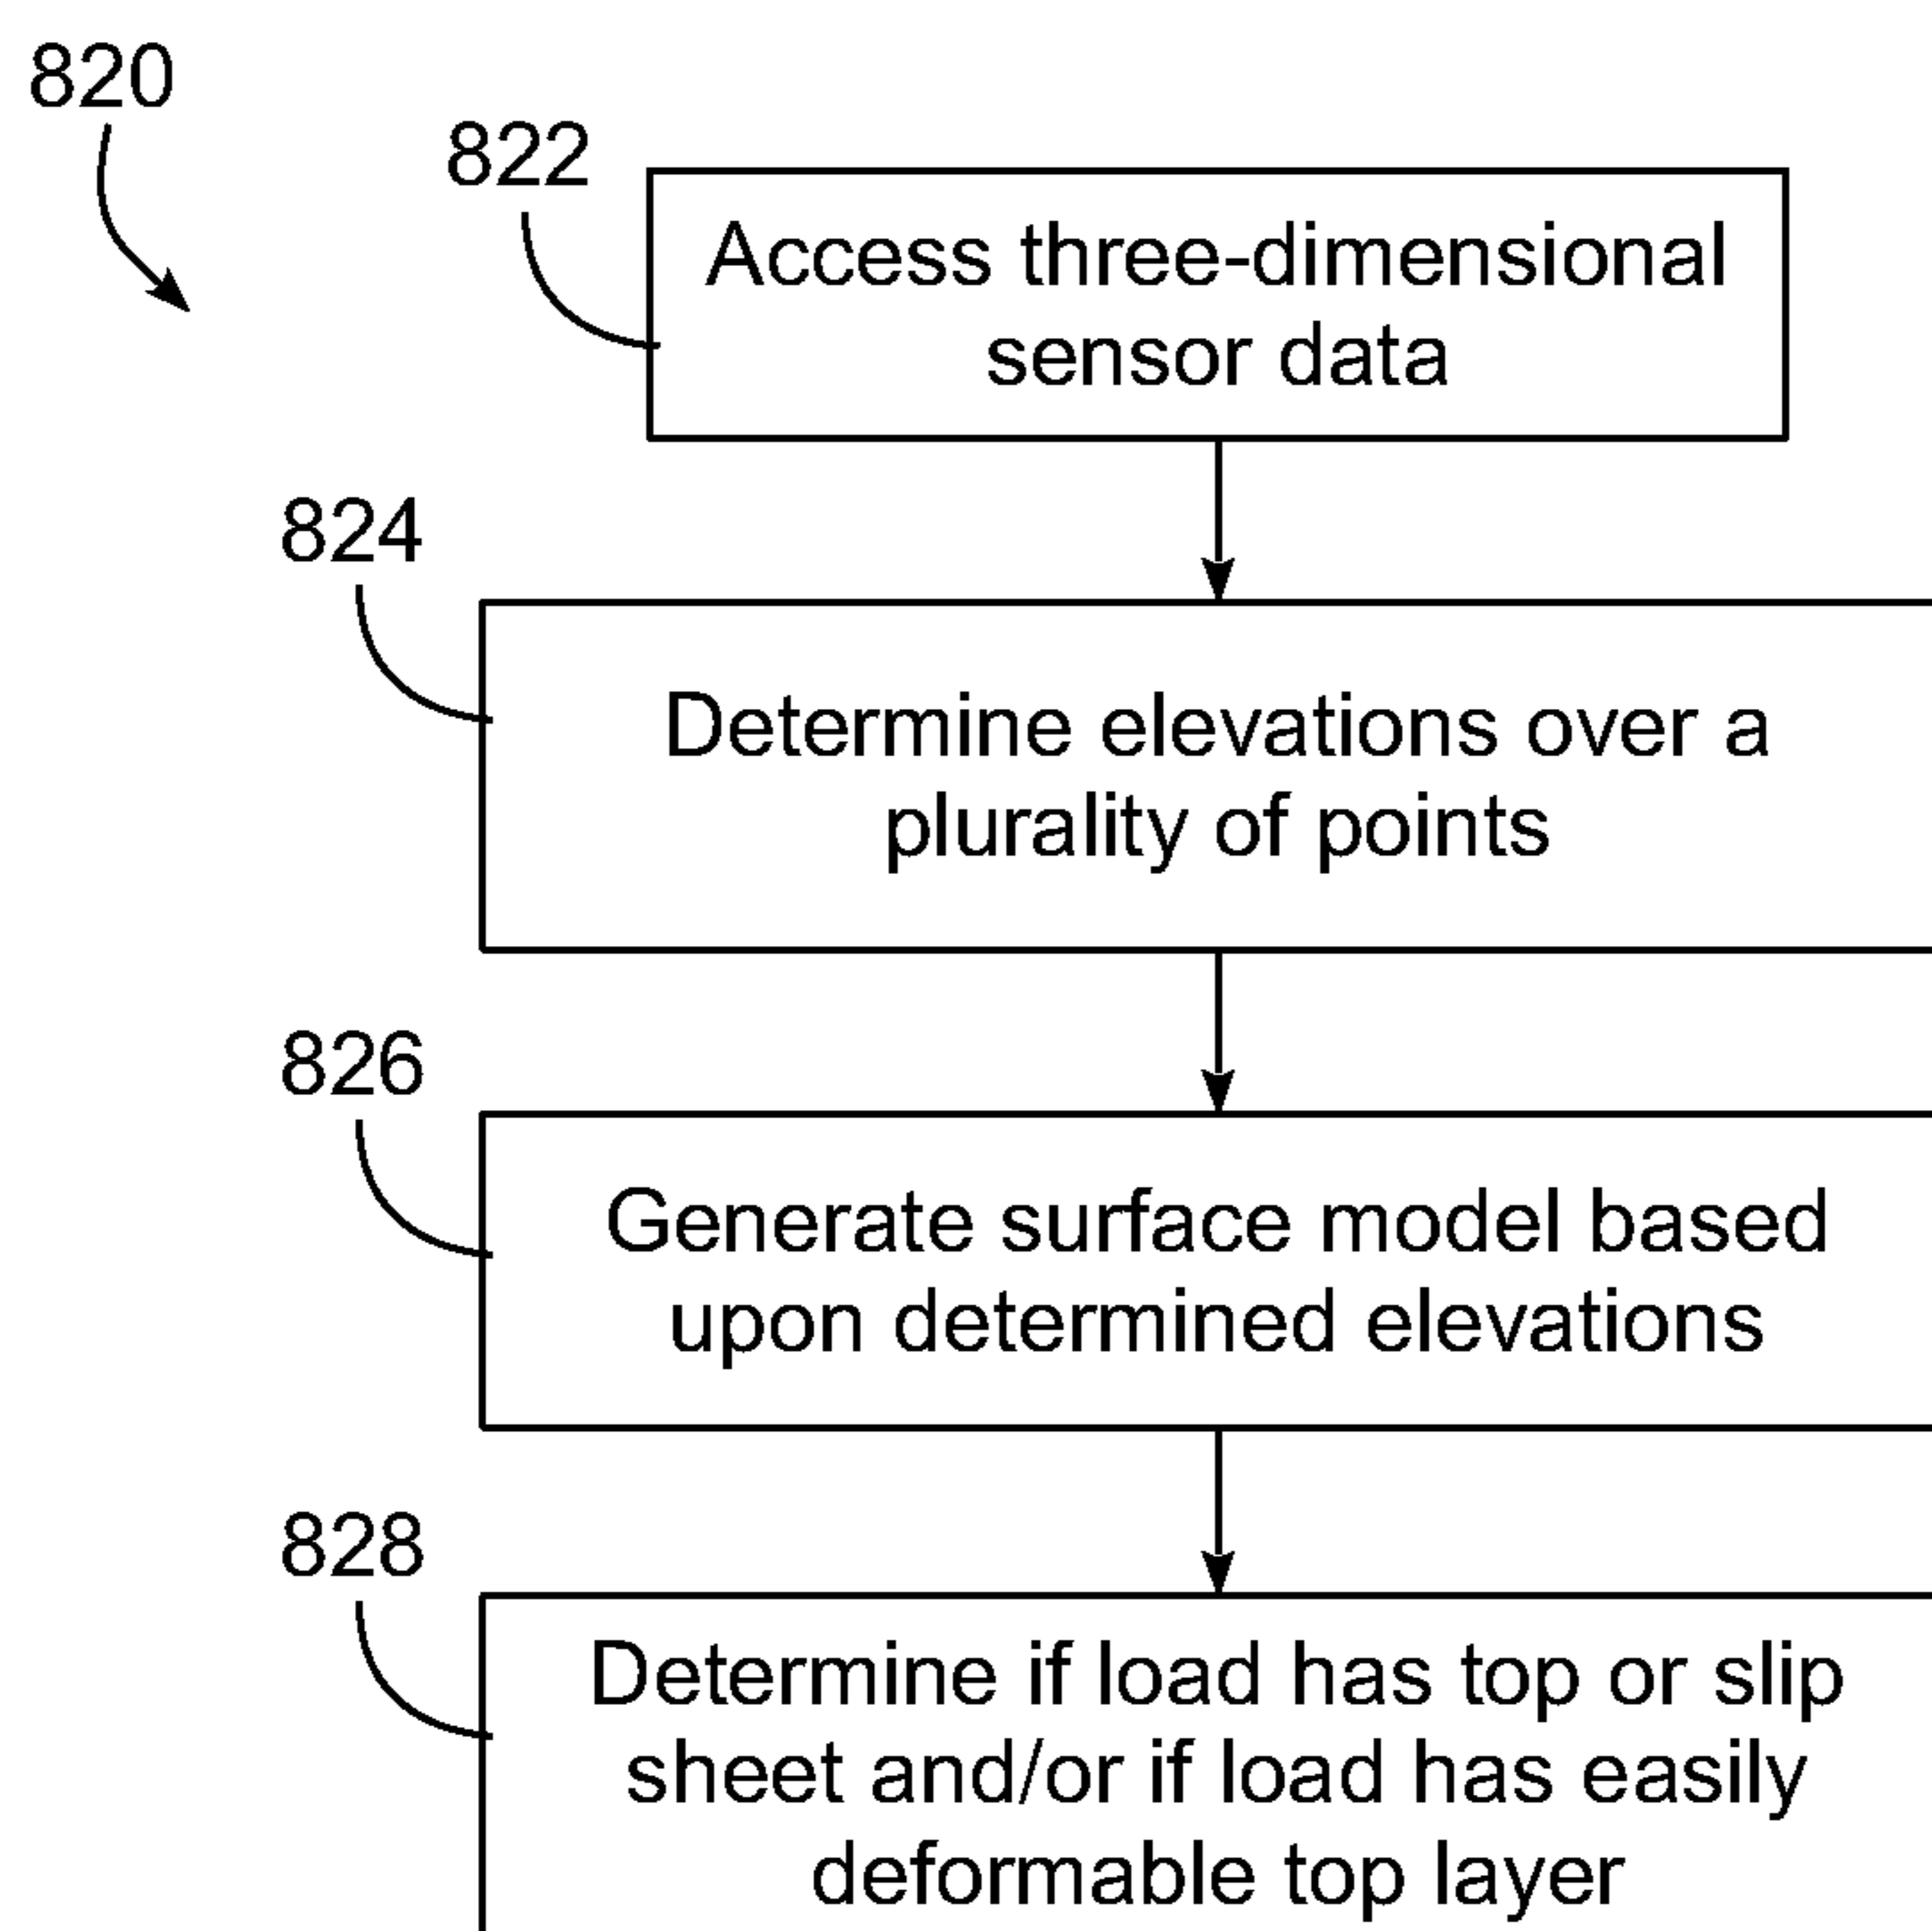 820
822
Access three-dimensional
sensor data
824
Determine elevations over a
plurality of points
826
Generate surface model based
upon determined elevations
828
Determine if load has top or slip
sheet and/or if load has easily
deformable top layer